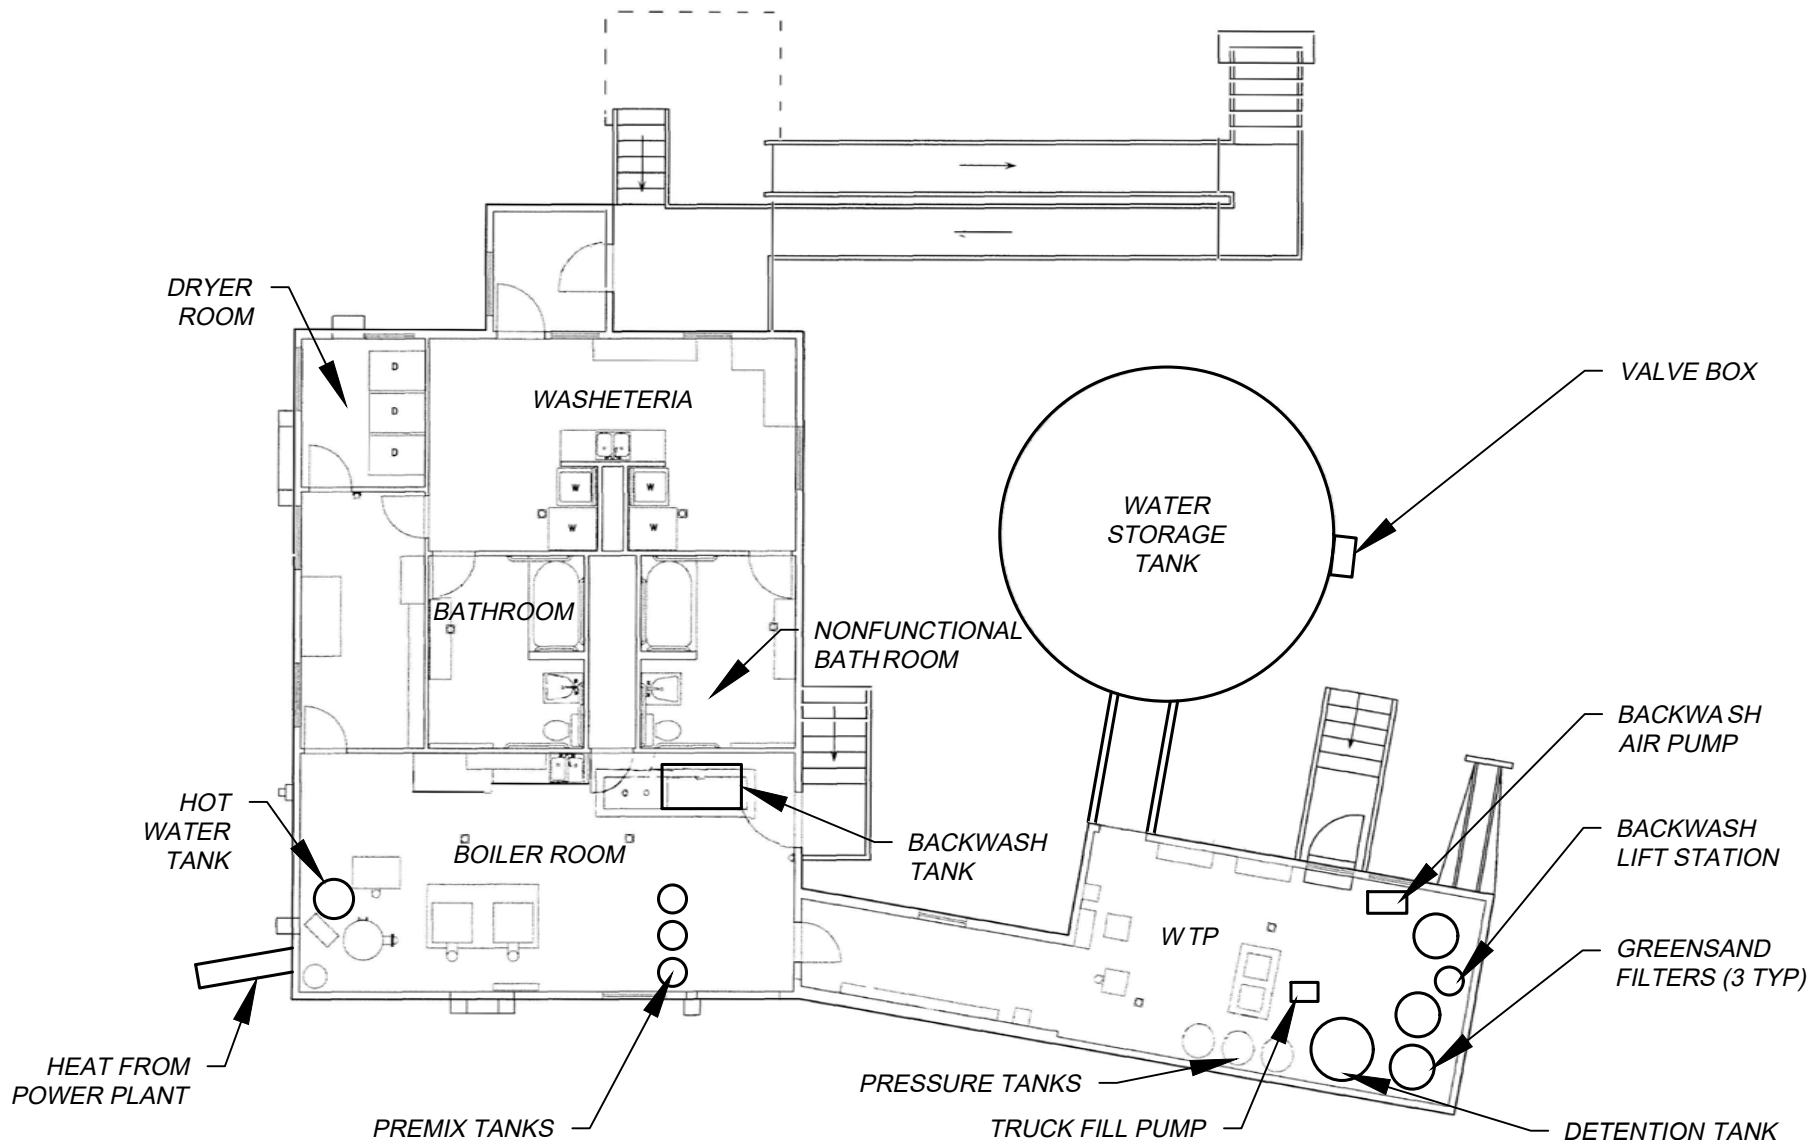 DRYER
ROOM
D
D
D
WASHETERIA
W
W
W
W
WATER
STORAGE
TANK
VALVE BOX
BATHROOM
NONFUNCTIONAL
BATHROOM
BACKWASH
AIR PUMP
HOT
WATER
TANK
BOILER ROOM
BACKWASH
TANK
BACKWASH
LIFT STATION
WTP
GREENSAND
FILTERS (3 TYP)
HEAT FROM
POWER PLANT
PREMIX TANKS
PRESSURE TANKS
TRUCK FILL PUMP
DETENTION TANK